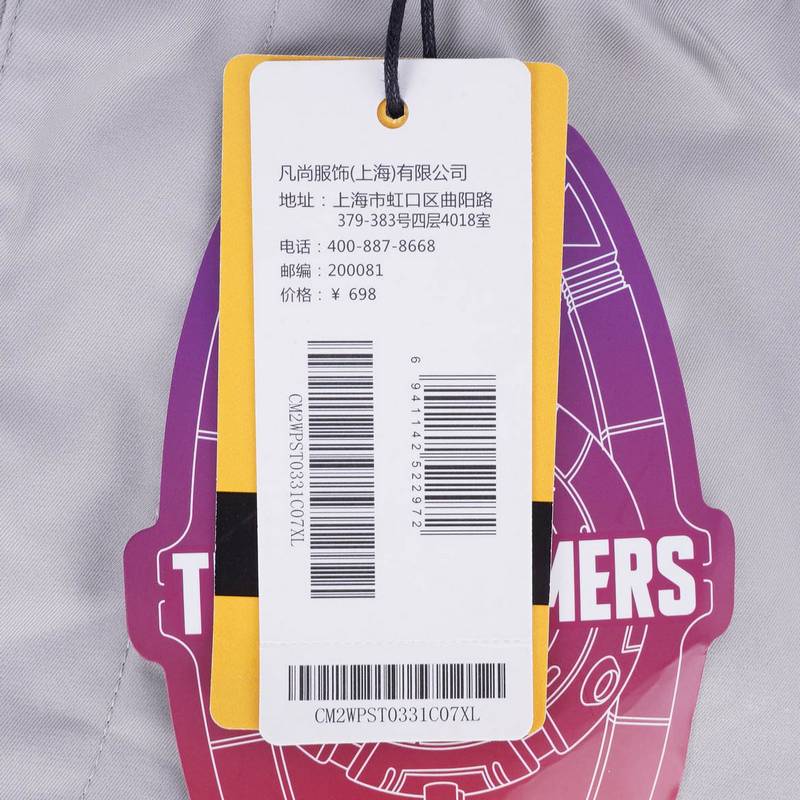 凡尚服饰(上海)有限公司
地址：上海市虹口区曲阳路
379-383号四层4018室
电话：400-887-8668
邮编：200081
价格：¥ 698
CM2WPST0331C07XL
6 941142 522972
T MERS
CM2WPST0331C07XL